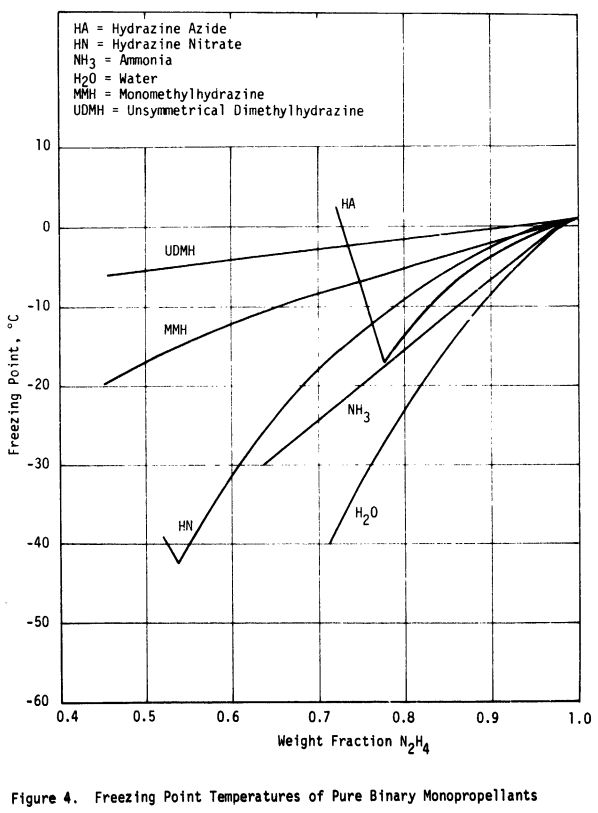 HA = Hydrazine Azide
HN = Hydrazine Nitrate
NH3 = Ammonia
H2O = Water
MMH = Monomethylhydrazine
UDMH = Unsymmetrical Dimethylhydrazine
10
0
-10
-20
-30
-40
-50
-60
Freezing Point, °C
HA
UDMH
MMH
NH3
H2O
HN
0.4 0.5 0.6 0.7 0.8 0.9 1.0
Weight Fraction N2H4
Figure 4. Freezing Point Temperatures of Pure Binary Monopropellants